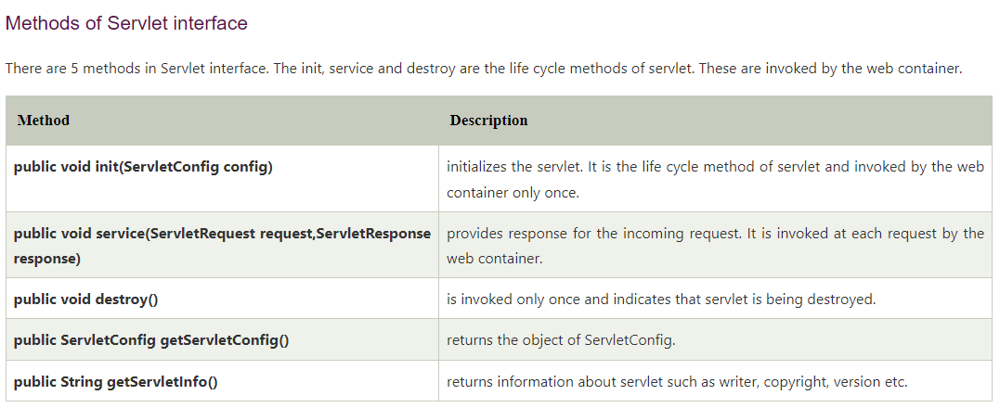 Methods of Servlet interface
There are 5 methods in Servlet interface. The init, service and destroy are the life cycle methods of servlet. These are invoked by the web container.
Method Description
public void init(ServletConfig config) initializes the servlet. It is the life cycle method of servlet and invoked by the web
container only once.
public void service(ServletRequest request,ServletResponse provides response for the incoming request. It is invoked at each request by the
response) web container.
public void destroy() is invoked only once and indicates that servlet is being destroyed.
public ServletConfig getServletConfig() returns the object of ServletConfig.
public String getServletInfo() returns information about servlet such as writer, copyright, version etc.